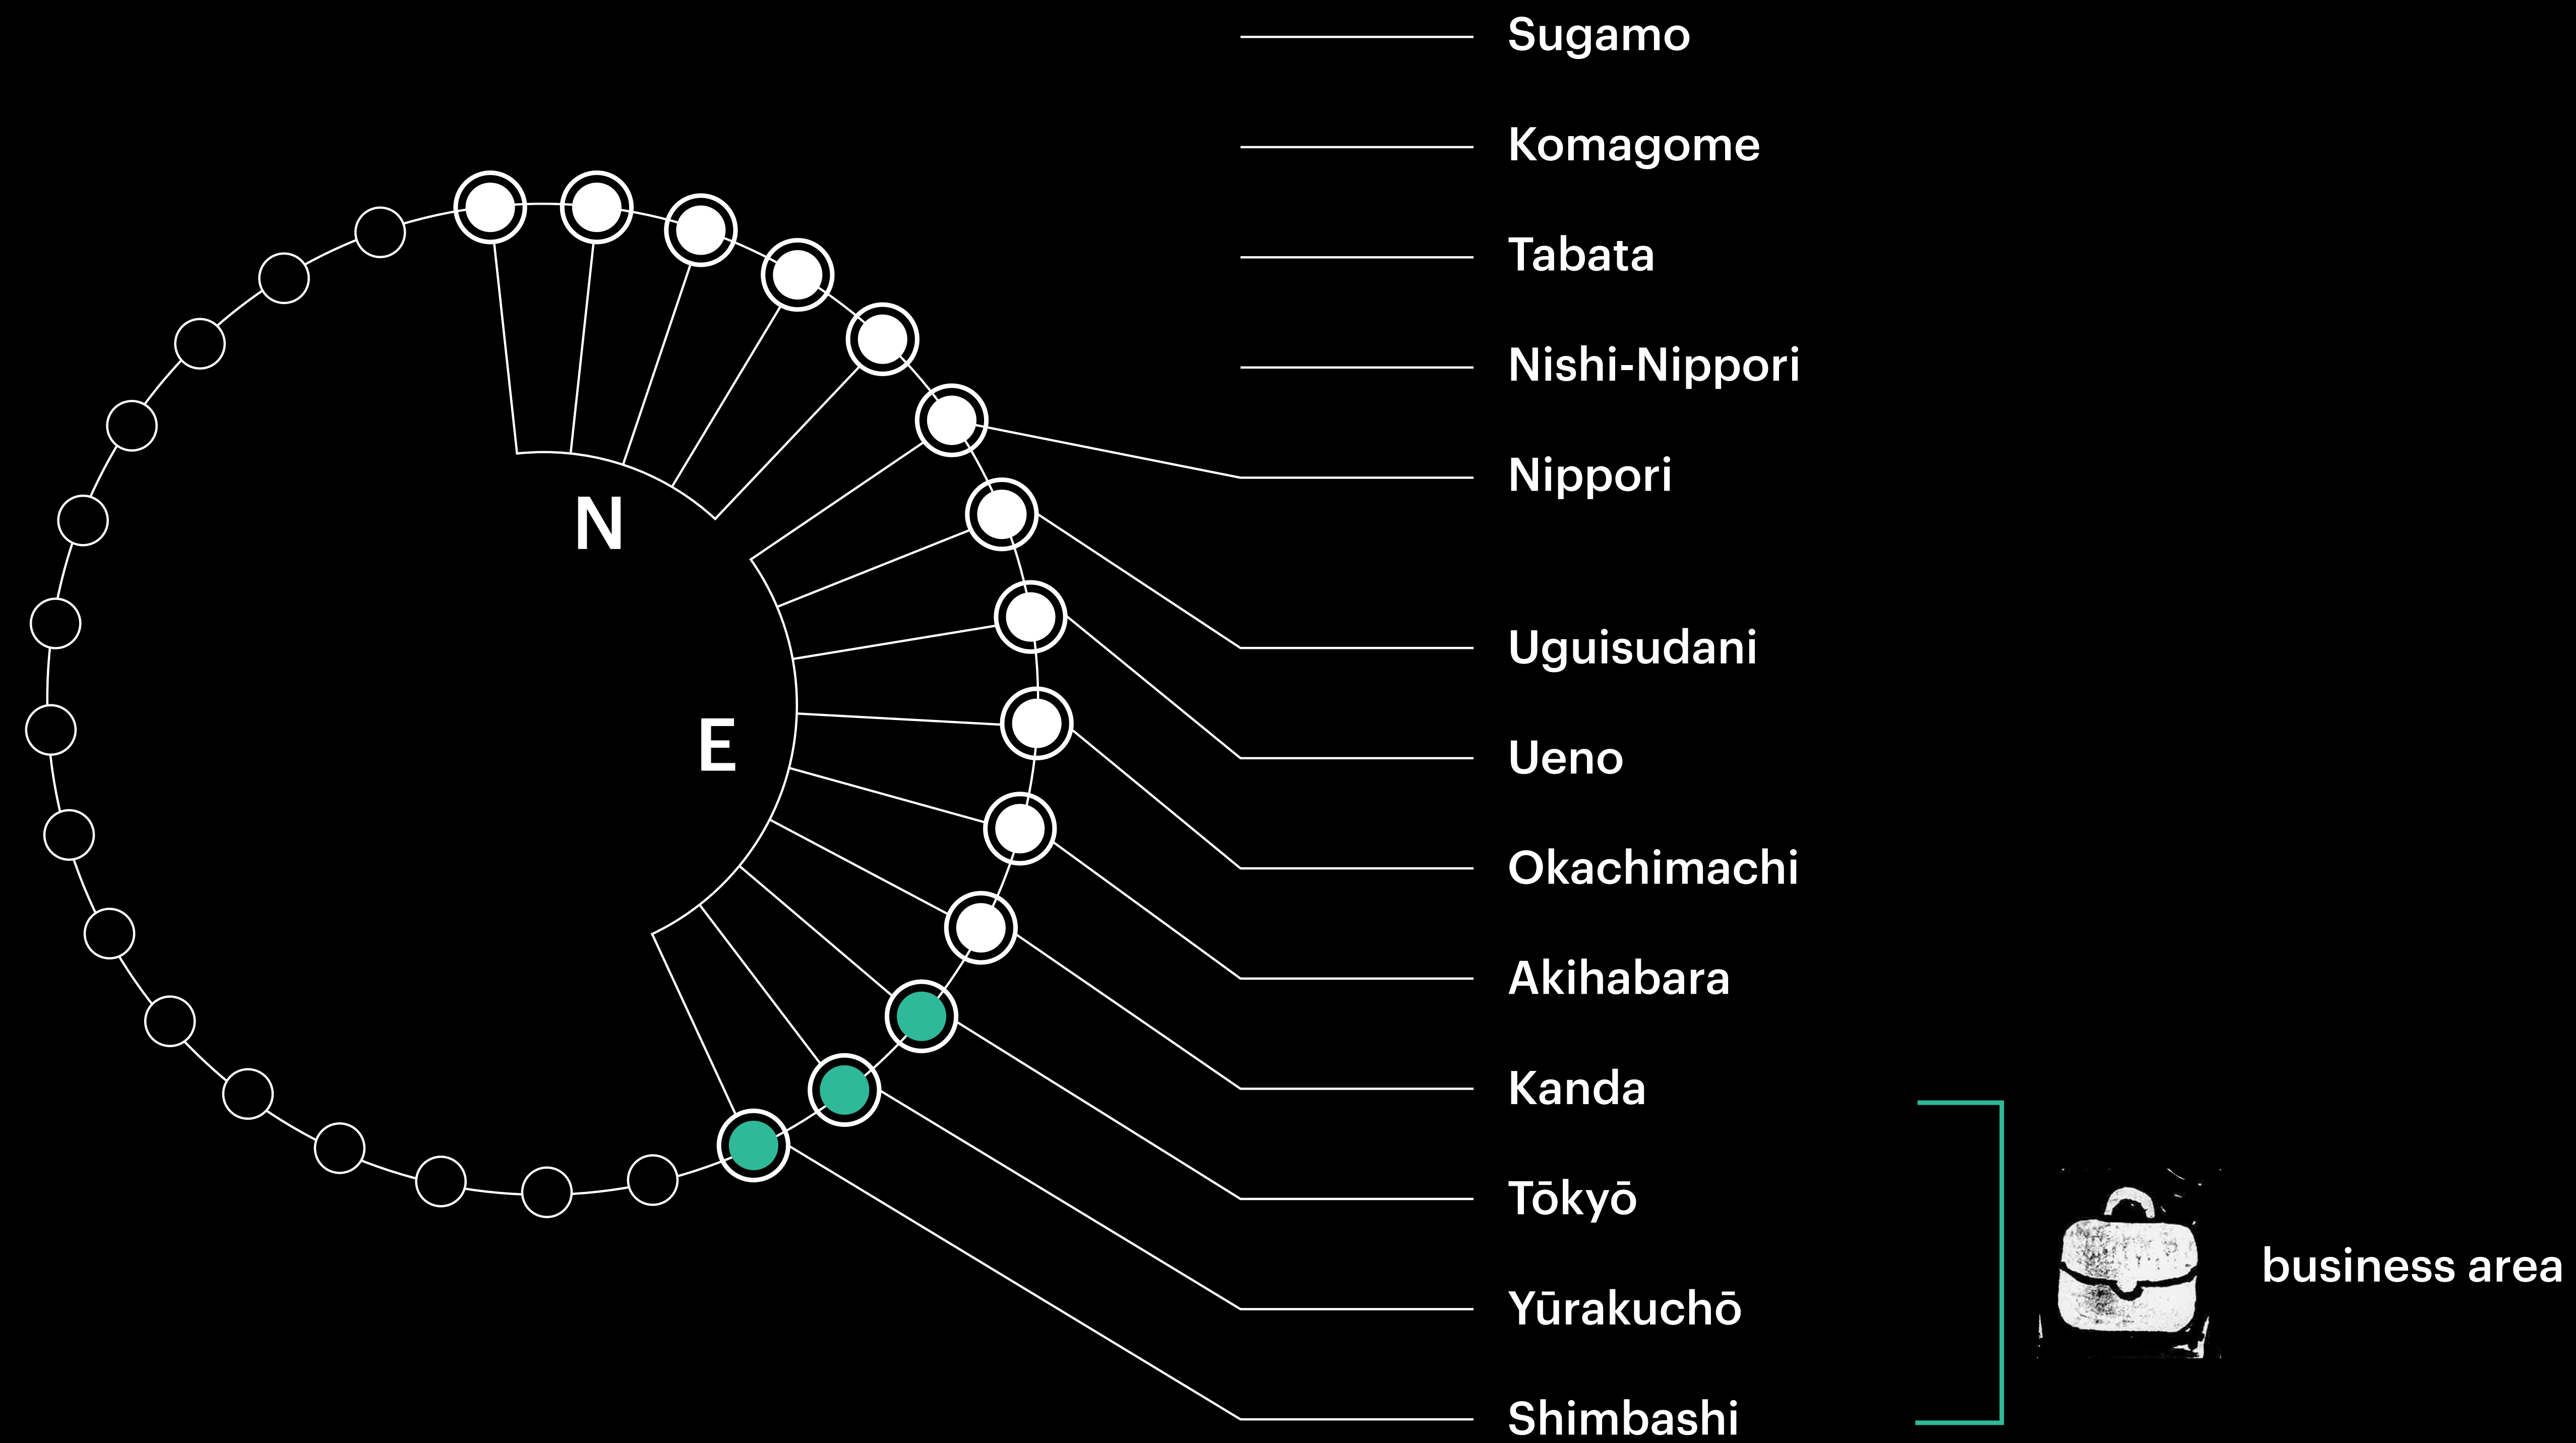 Sugamo
Komagome
Tabata
Nishi-Nippori
Nippori
N
Uguisudani
E
Ueno
Okachimachi
Akihabara
Kanda
Tōkyō
business area
Yūrakuchō
Shimbashi